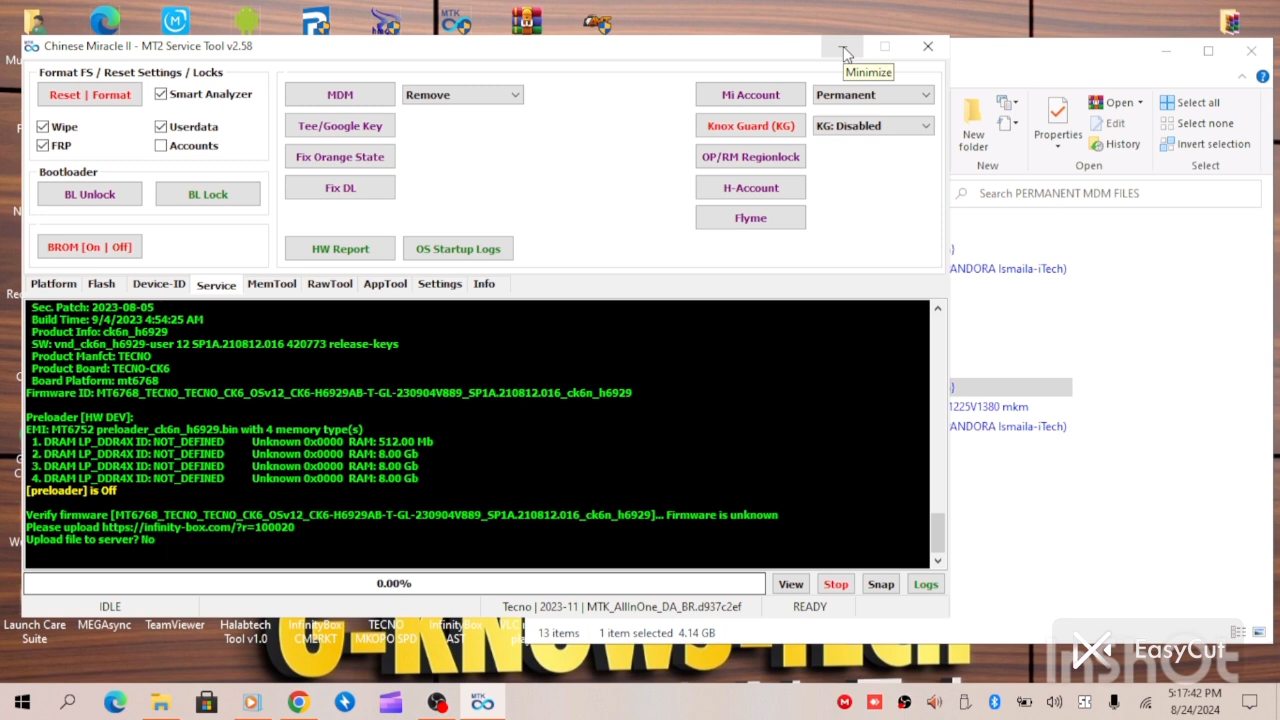 Chinese Miracle II - MT2 Service Tool v2.58
Minimize
Format FS / Reset Settings / Locks
Reset | Format
Smart Analyzer
Wipe
Userdata
FRP
Accounts
Bootloader
BL Unlock
BL Lock
BROM [On | Off]
MDM
Remove
Tee/Google Key
Fix Orange State
Fix DL
HW Report
OS Startup Logs
Mi Account
Permanent
Knox Guard (KG)
KG: Disabled
OP/RM Regionlock
H-Account
Flyme
Platform Flash Device-ID Service MemTool RawTool AppTool Settings Info
Sec. Patch: 2023-08-05
Build Time: 9/4/2023 4:54:25 AM
Product Info: ck6n_h6929
SW: vnd_ck6n_h6929-user 12 SP1A.210812.016 420773 release-keys
Product Manfct: TECNO
Product Board: TECNO-CK6
Board Platform: mt6768
Firmware ID: MT6768_TECNO_TECNO_CK6_OSv12_CK6-H6929AB-T-GL-230904V889_SP1A.210812.016_ck6n_h6929
Preloader [HW DEV]:
EMI: MT6752 preloader_ck6n_h6929.bin with 4 memory type(s)
1. DRAM LP_DDR4X ID: NOT_DEFINED Unknown 0x0000 RAM: 512.00 Mb
2. DRAM LP_DDR4X ID: NOT_DEFINED Unknown 0x0000 RAM: 8.00 Gb
3. DRAM LP_DDR4X ID: NOT_DEFINED Unknown 0x0000 RAM: 8.00 Gb
4. DRAM LP_DDR4X ID: NOT_DEFINED Unknown 0x0000 RAM: 8.00 Gb
[preloader] is Off
Verify firmware [MT6768_TECNO_TECNO_CK6_OSv12_CK6-H6929AB-T-GL-230904V889_SP1A.210812.016_ck6n_h6929]... Firmware is unknown
Please upload https://infinity-box.com/?r=100020
Upload file to server? No
0.00%
View
Stop
Snap
Logs
IDLE
Tecno | 2023-11 | MTK_AllInOne_DA_BR.d937c2ef
READY
New
folder
New
Properties
Open
Edit
History
Open
Select all
Select none
Invert selection
Select
Search PERMANENT MDM FILES
ANDORA Ismaila-iTech)
1225V1380 mkm
ANDORA Ismaila-iTech)
13 items 1 item selected 4.14 GB
Launch Care
Suite
MEGAsync
TeamViewer
Halabtech
Tool v1.0
InfinityBox
CM2RKT
TECNO
MKOPO SPD
InfinityBox
AST
MTK
G-KNOWS-TECH
EasyCut
InShot
5:17:42 PM
8/24/2024